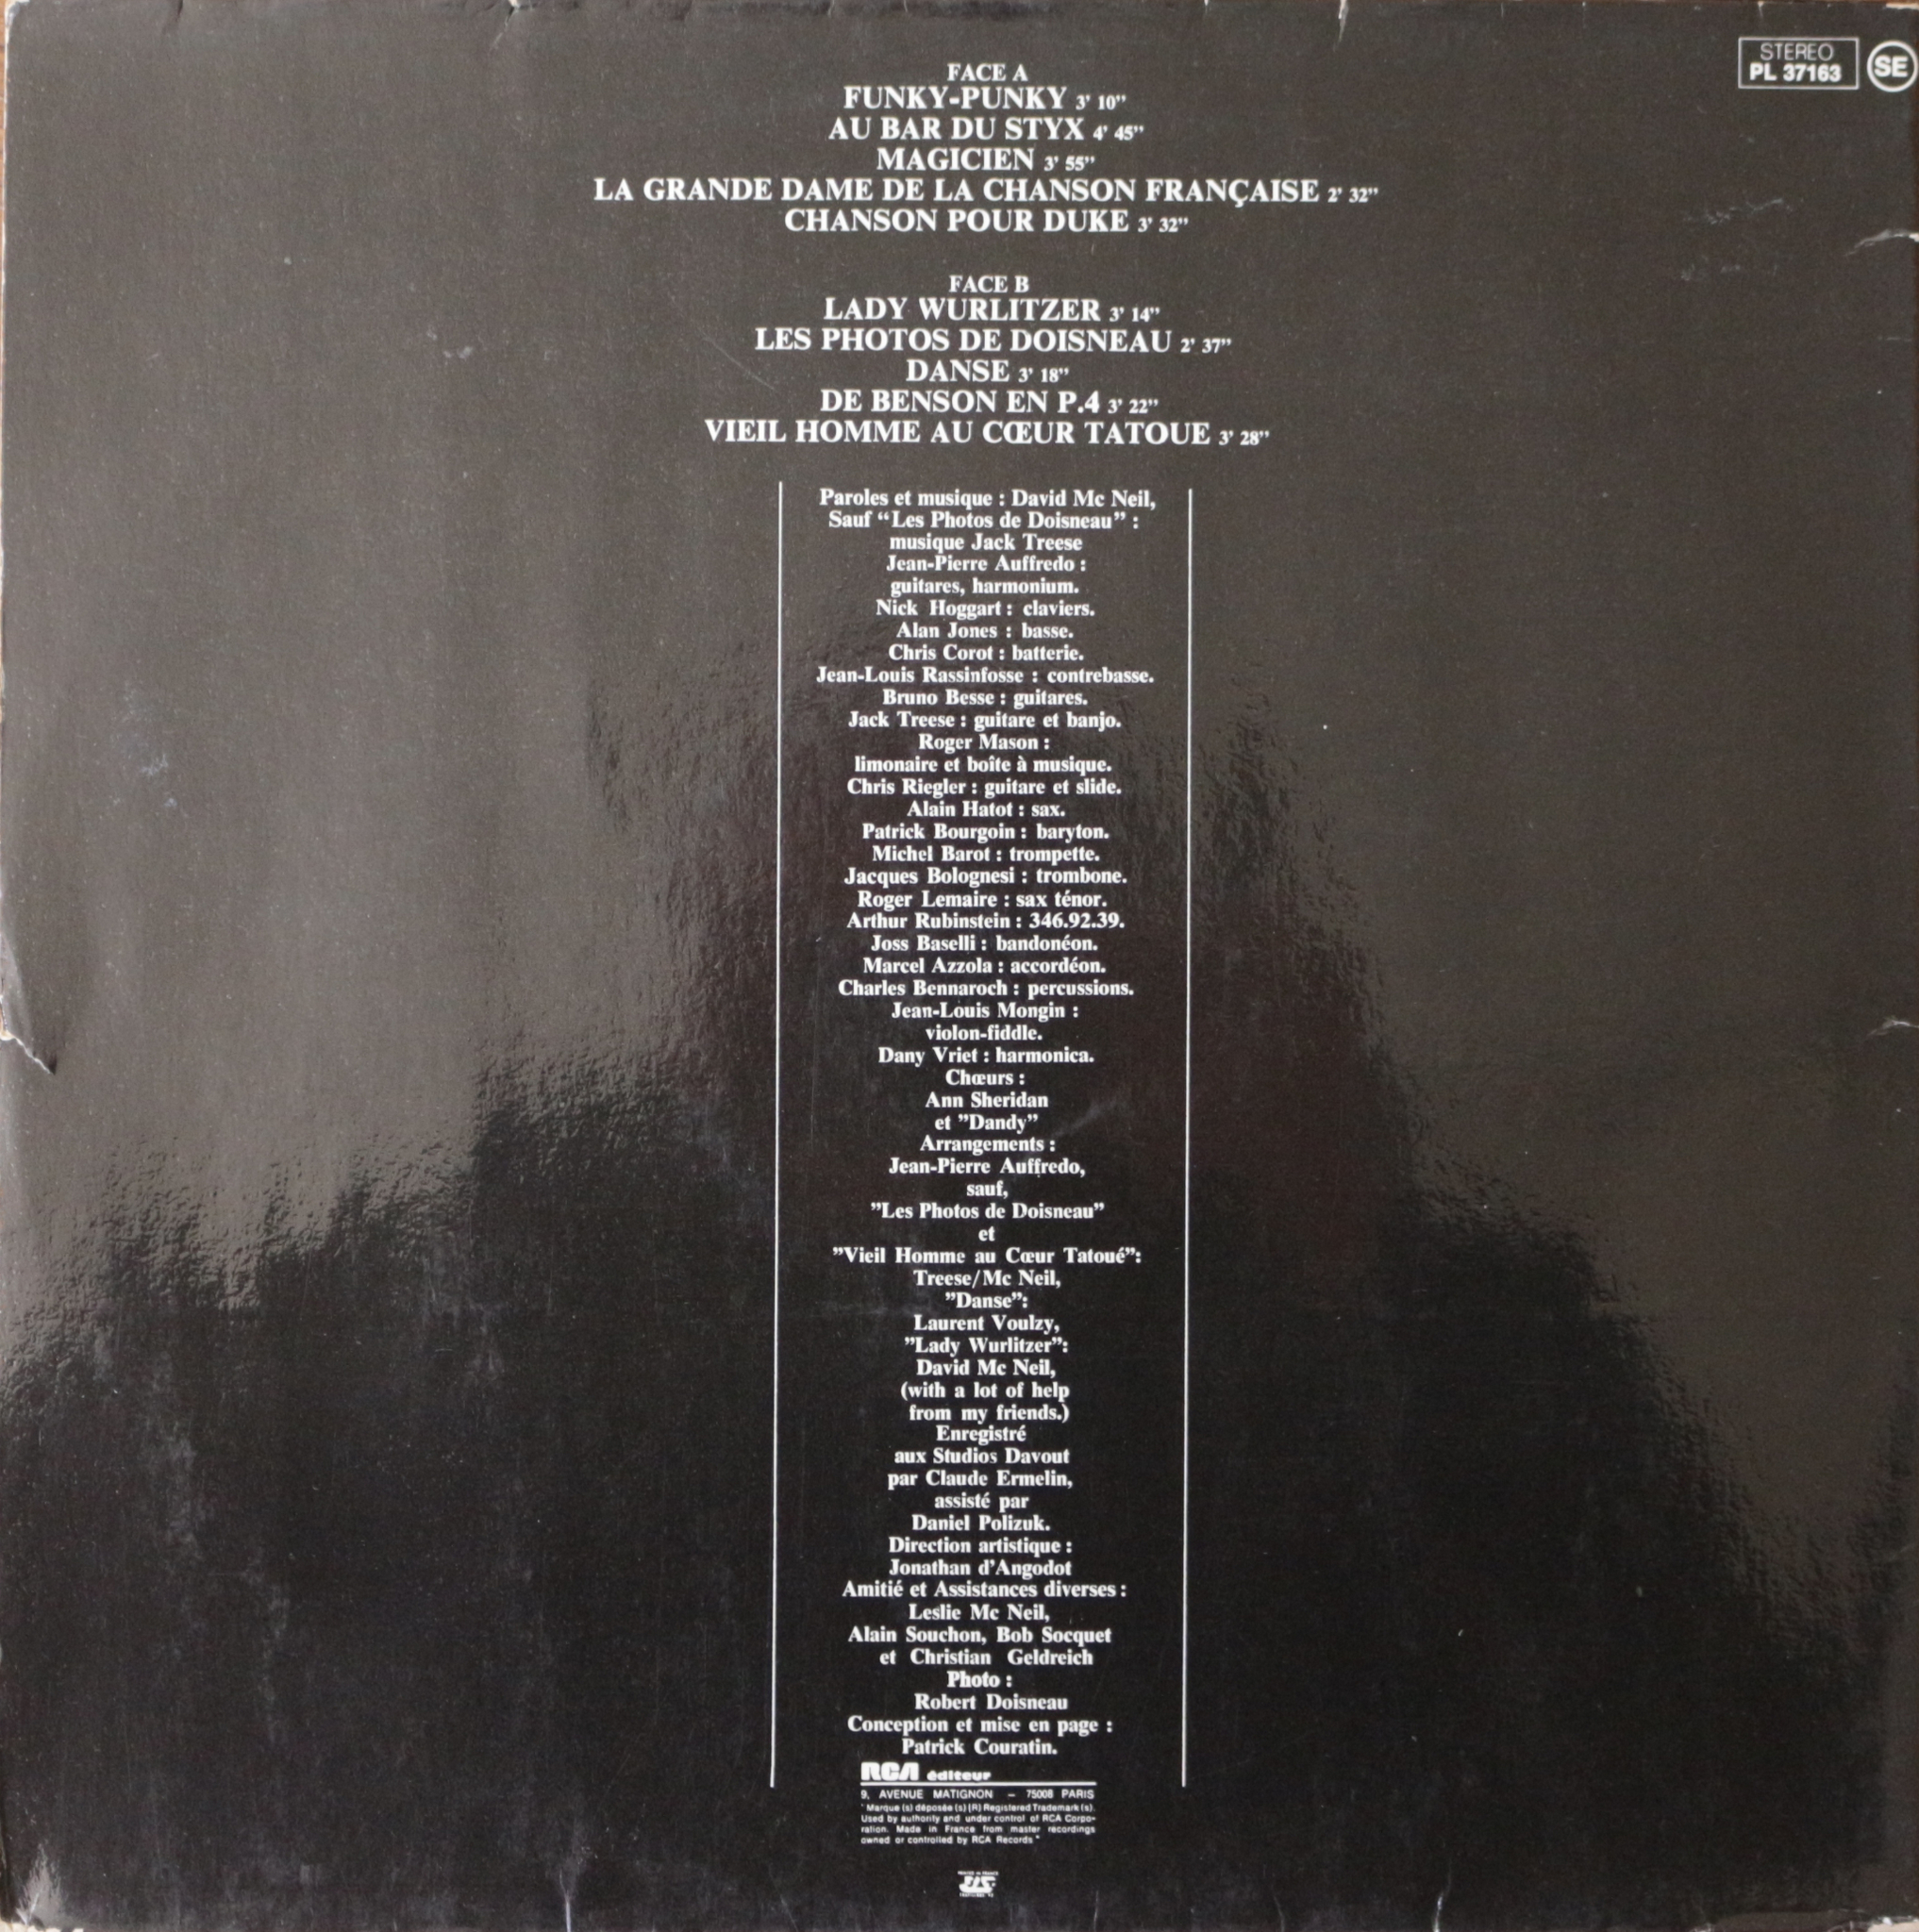 STEREO
PL 37163
SE
FACE A
FUNKY-PUNKY 3' 10"
AU BAR DU STYX 4' 45"
MAGICIEN 3' 55"
LA GRANDE DAME DE LA CHANSON FRANÇAISE 2' 32"
CHANSON POUR DUKE 3' 32"
FACE B
LADY WURLITZER 3' 14"
LES PHOTOS DE DOISNEAU 2' 37"
DANSE 3' 18"
DE BENSON EN P.4 3' 22"
VIEIL HOMME AU CŒUR TATOUE 3' 28"
Paroles et musique : David Mc Neil,
Sauf “Les Photos de Doisneau” :
musique Jack Treese
Jean-Pierre Auffredo :
guitares, harmonium.
Nick Hoggart : claviers.
Alan Jones : basse.
Chris Corot : batterie.
Jean-Louis Rassinfosse : contrebasse.
Bruno Besse : guitares.
Jack Treese : guitare et banjo.
Roger Mason :
limonaire et boîte à musique.
Chris Riegler : guitare et slide.
Alain Hatot : sax.
Patrick Bourgoin : baryton.
Michel Barot : trompette.
Jacques Bolognesi : trombone.
Roger Lemaire : sax ténor.
Arthur Rubinstein : 346.92.39.
Joss Baselli : bandonéon.
Marcel Azzola : accordéon.
Charles Bennaroch : percussions.
Jean-Louis Mongin :
violon-fiddle.
Dany Vriet : harmonica.
Chœurs :
Ann Sheridan
et ”Dandy”
Arrangements :
Jean-Pierre Auffredo,
sauf,
”Les Photos de Doisneau”
et
”Vieil Homme au Cœur Tatoué”:
Treese/Mc Neil,
”Danse”:
Laurent Voulzy,
”Lady Wurlitzer”:
David Mc Neil,
(with a lot of help
from my friends.)
Enregistré
aux Studios Davout
par Claude Ermelin,
assisté par
Daniel Polizuk.
Direction artistique :
Jonathan d'Angodot
Amitié et Assistances diverses :
Leslie Mc Neil,
Alain Souchon, Bob Socquet
et Christian Geldreich
Photo :
Robert Doisneau
Conception et mise en page :
Patrick Couratin.
RCA éditeur
9, AVENUE MATIGNON – 75008 PARIS
" Marque (s) déposée (s) [R] Registered Trademark (s).
Used by authority and under control of RCA Corpo-
ration. Made in France from master recordings
owned or controlled by RCA Records "
PRINTED IN FRANCE